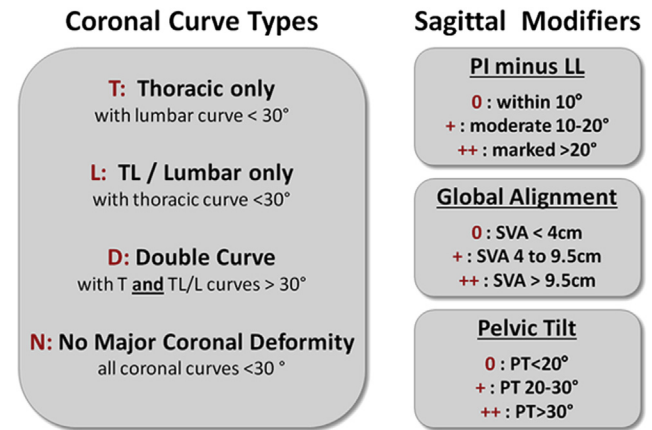 Coronal Curve Types
T: Thoracic only
with lumbar curve < 30°
L: TL / Lumbar only
with thoracic curve <30°
D: Double Curve
with T and TL/L curves > 30°
N: No Major Coronal Deformity
all coronal curves <30 °
Sagittal Modifiers
PI minus LL
0 : within 10°
+ : moderate 10-20°
++ : marked >20°
Global Alignment
0 : SVA < 4cm
+ : SVA 4 to 9.5cm
++ : SVA > 9.5cm
Pelvic Tilt
0 : PT<20°
+ : PT 20-30°
++ : PT>30°